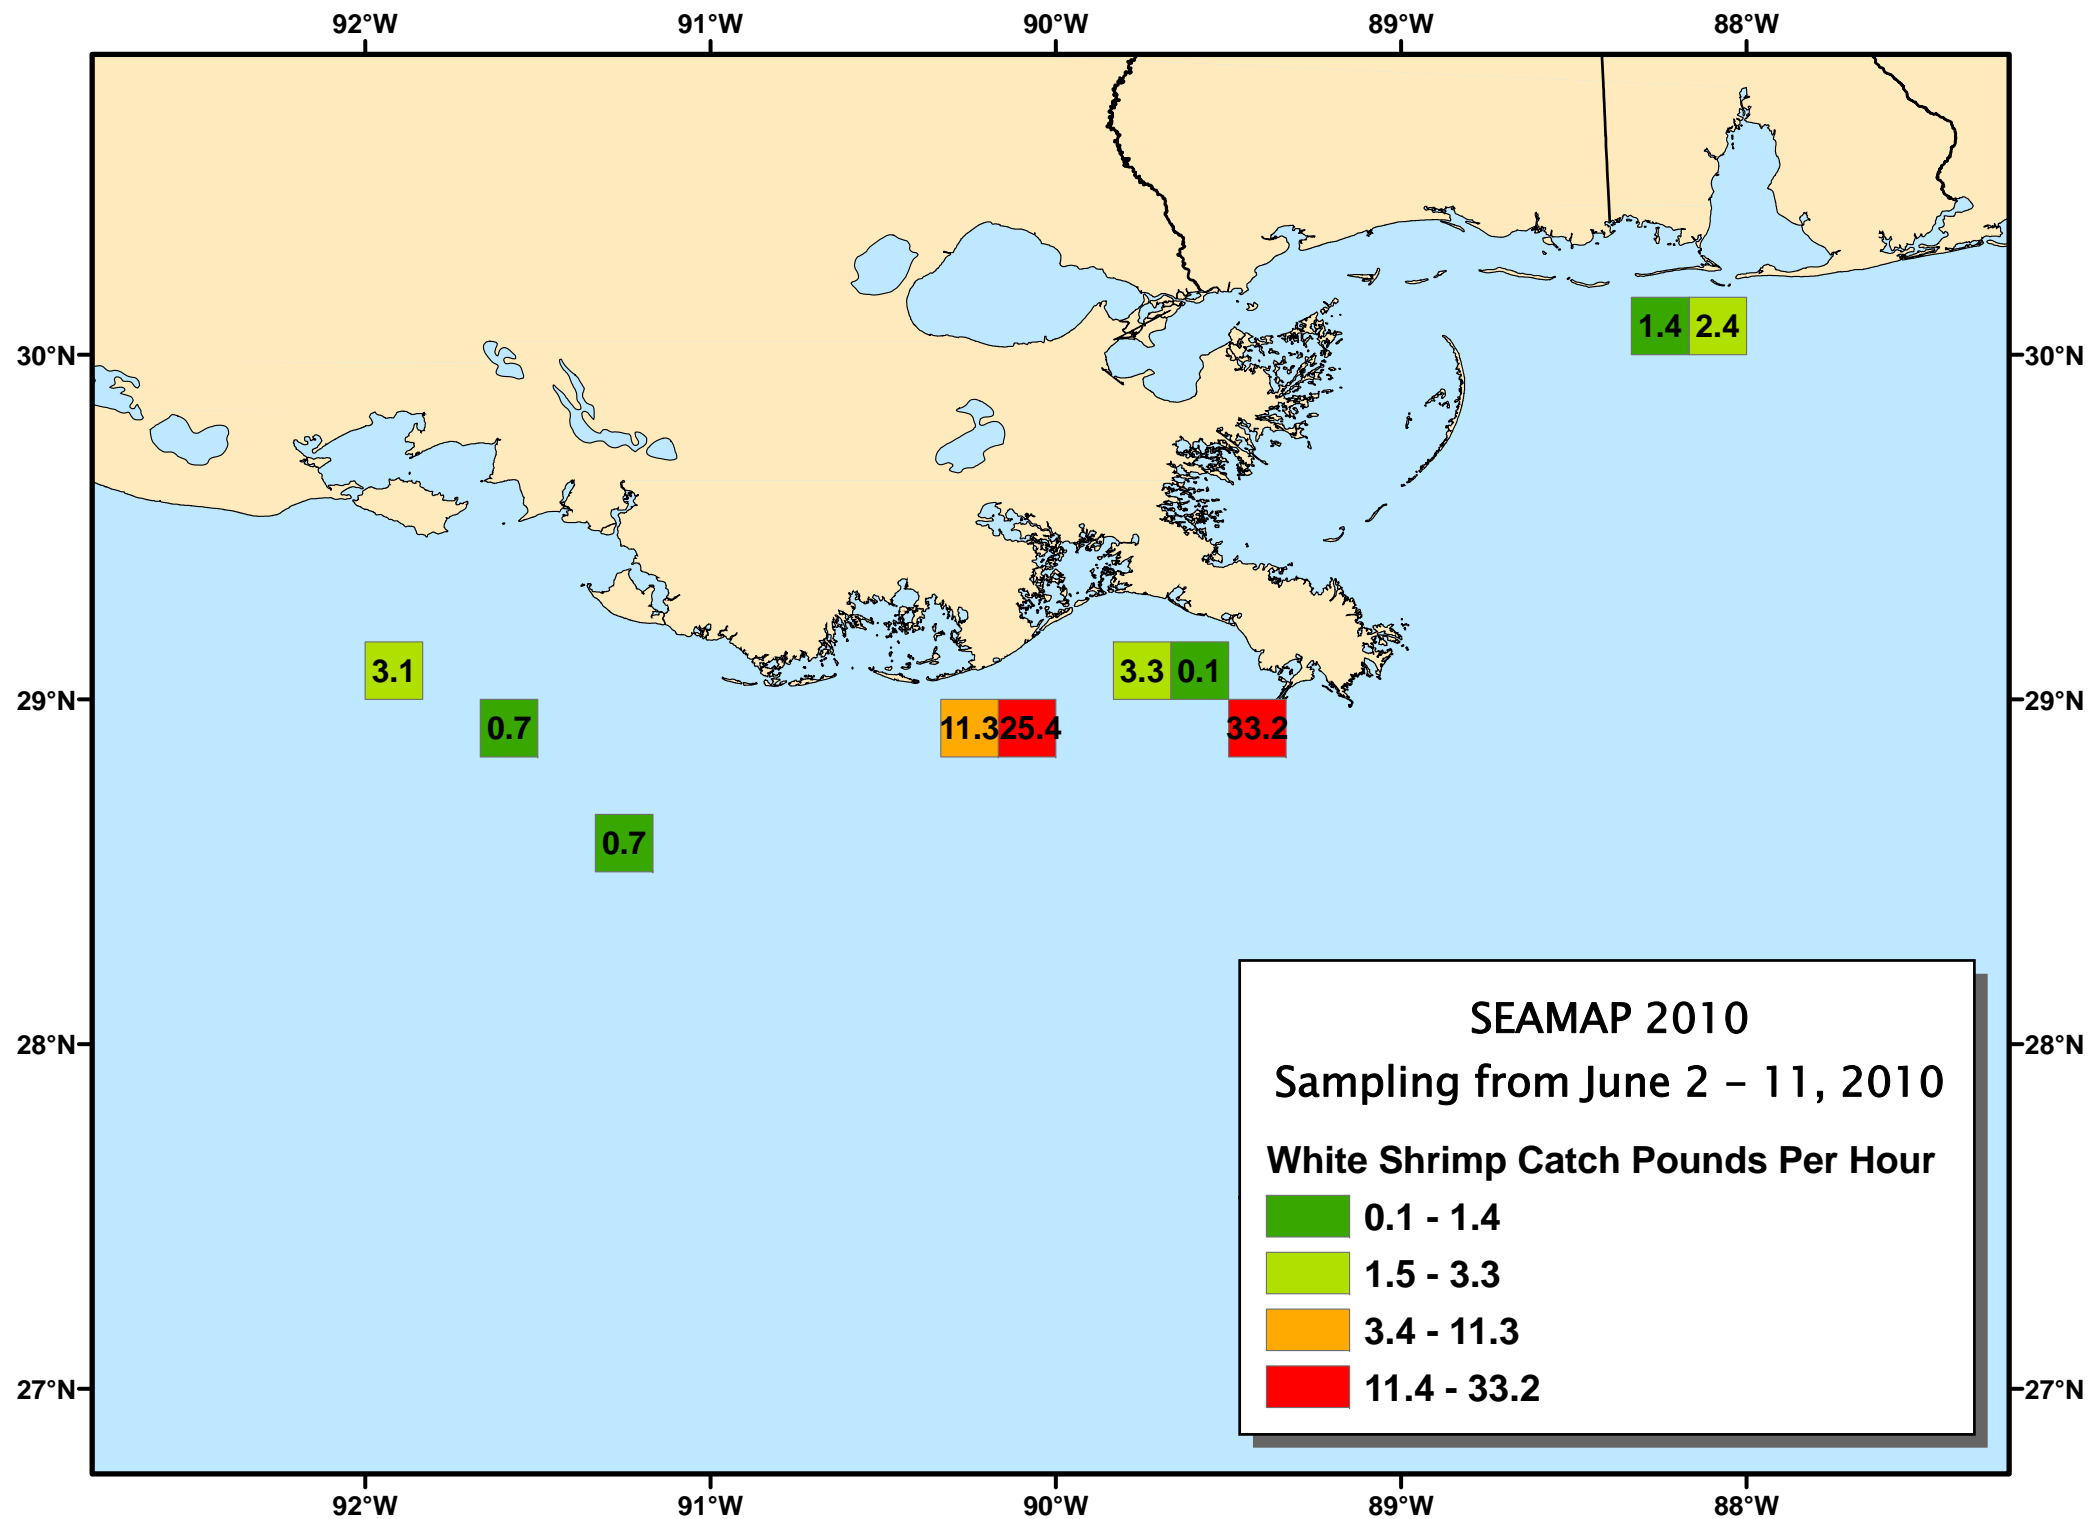 92°W 91°W 90°W 89°W 88°W
1.4 2.4
30°N 30°N
3.1 3.3 0.1
29°N 29°N
0.7 11.3 25.4 33.2
0.7
SEAMAP 2010
28°N 28°N
Sampling from June 2 – 11, 2010
White Shrimp Catch Pounds Per Hour
0.1 - 1.4
1.5 - 3.3
3.4 - 11.3
27°N 27°N
11.4 - 33.2
92°W 91°W 90°W 89°W 88°W